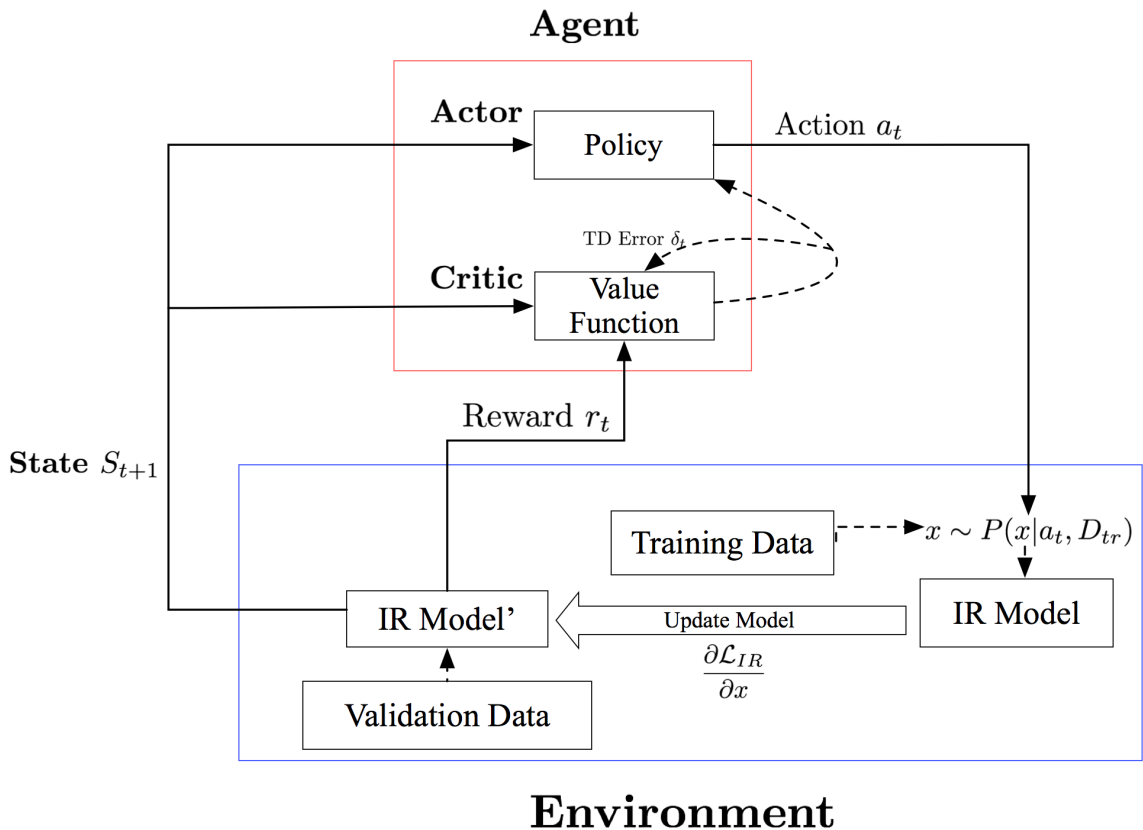 Agent
Actor
Policy
Action $a_t$
TD Error $\delta_t$
Critic
Value
Function
Reward $r_t$
State $S_{t+1}$
Training Data
$x \sim P(x|a_t, D_{tr})$
IR Model’
Update Model
IR Model
$\frac{\partial \mathcal{L}_{IR}}{\partial x}$
Validation Data
Environment